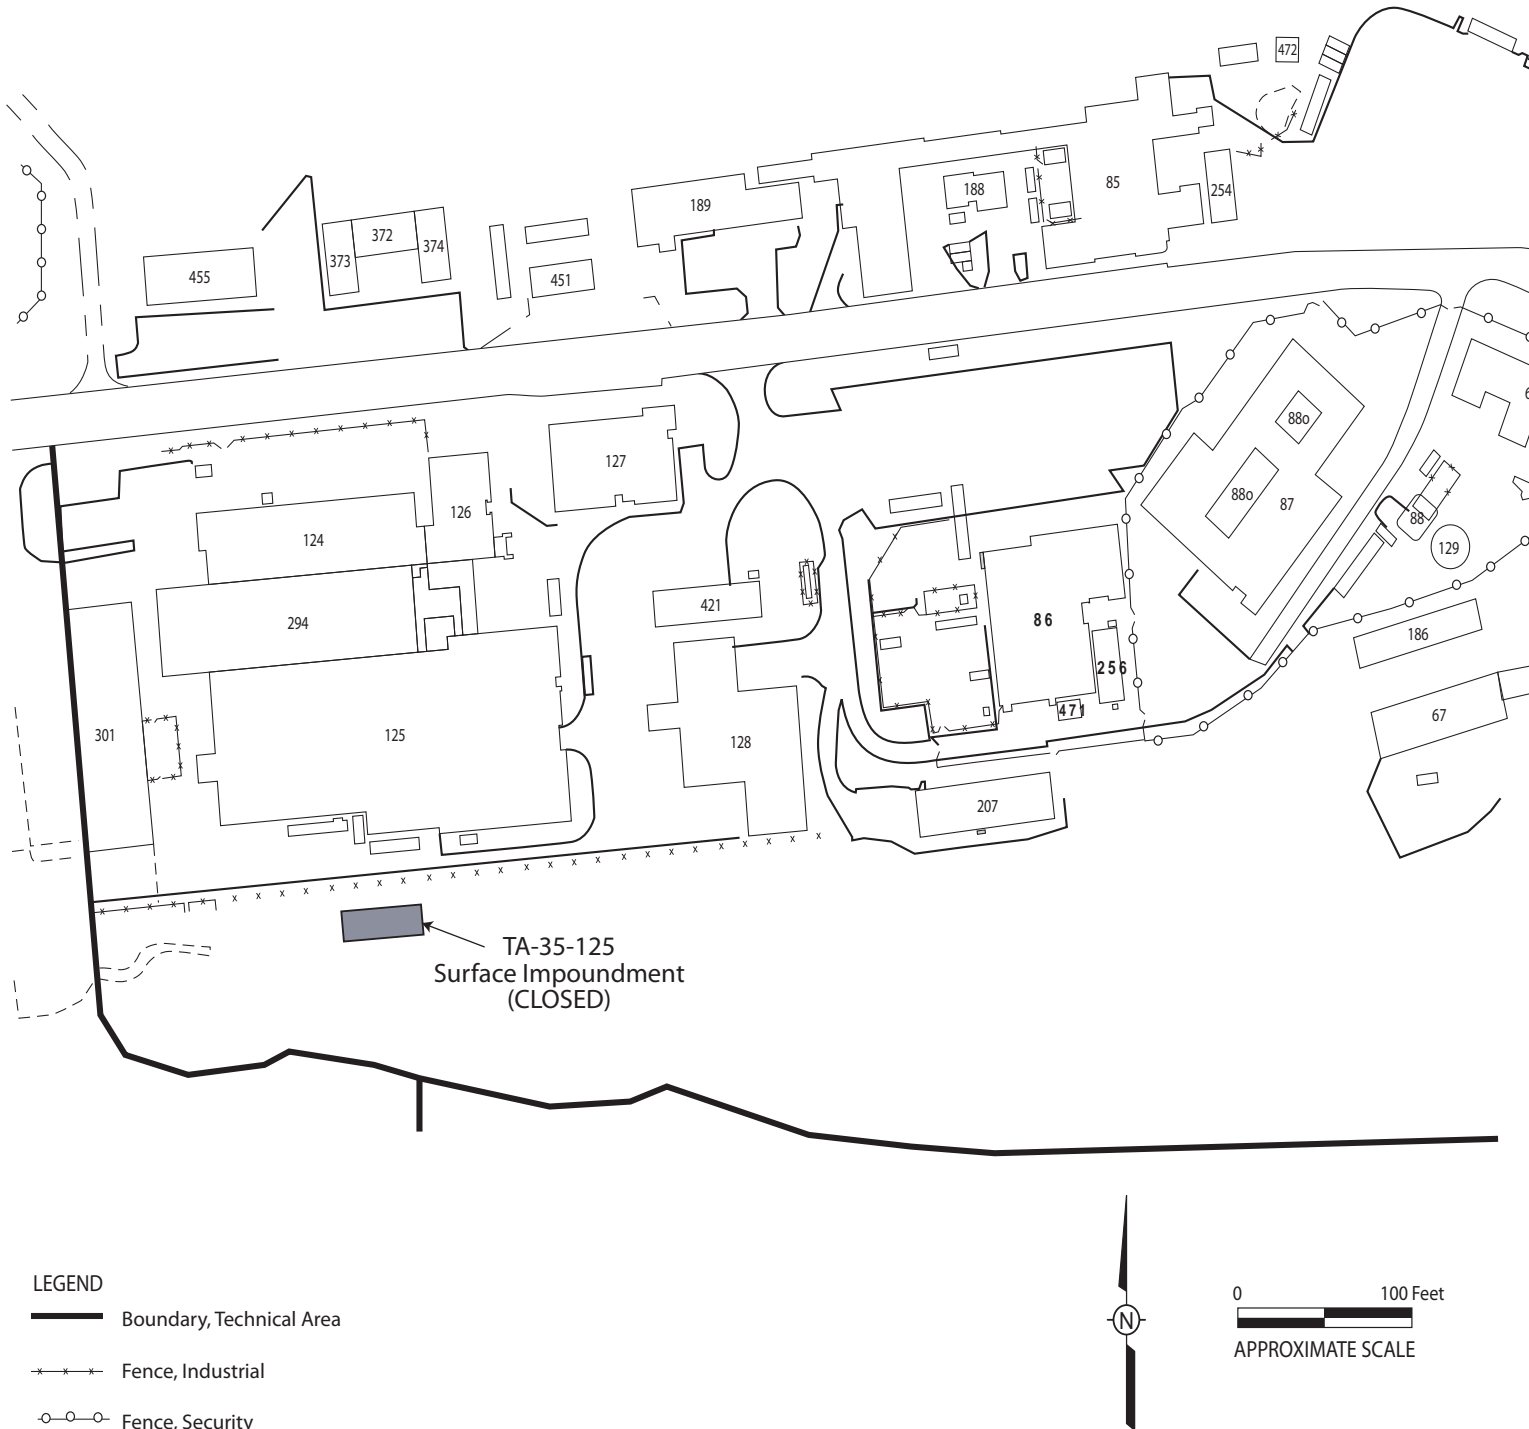 472
85
188
254
189
372
374
373
455
451
88o
127
88o
87
126
88
124
129
421
294
86
186
256
471
67
301
125
128
207
TA-35-125
Surface Impoundment
(CLOSED)
LEGEND
Boundary, Technical Area
Fence, Industrial
Fence, Security
N
0 100 Feet
APPROXIMATE SCALE